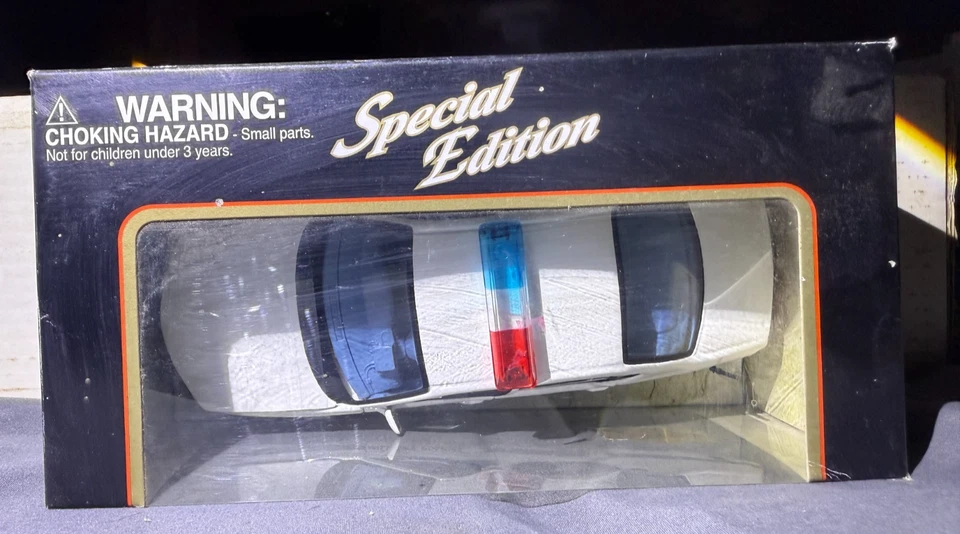 WARNING:
CHOKING HAZARD - Small parts.
Not for children under 3 years.
Special
Edition